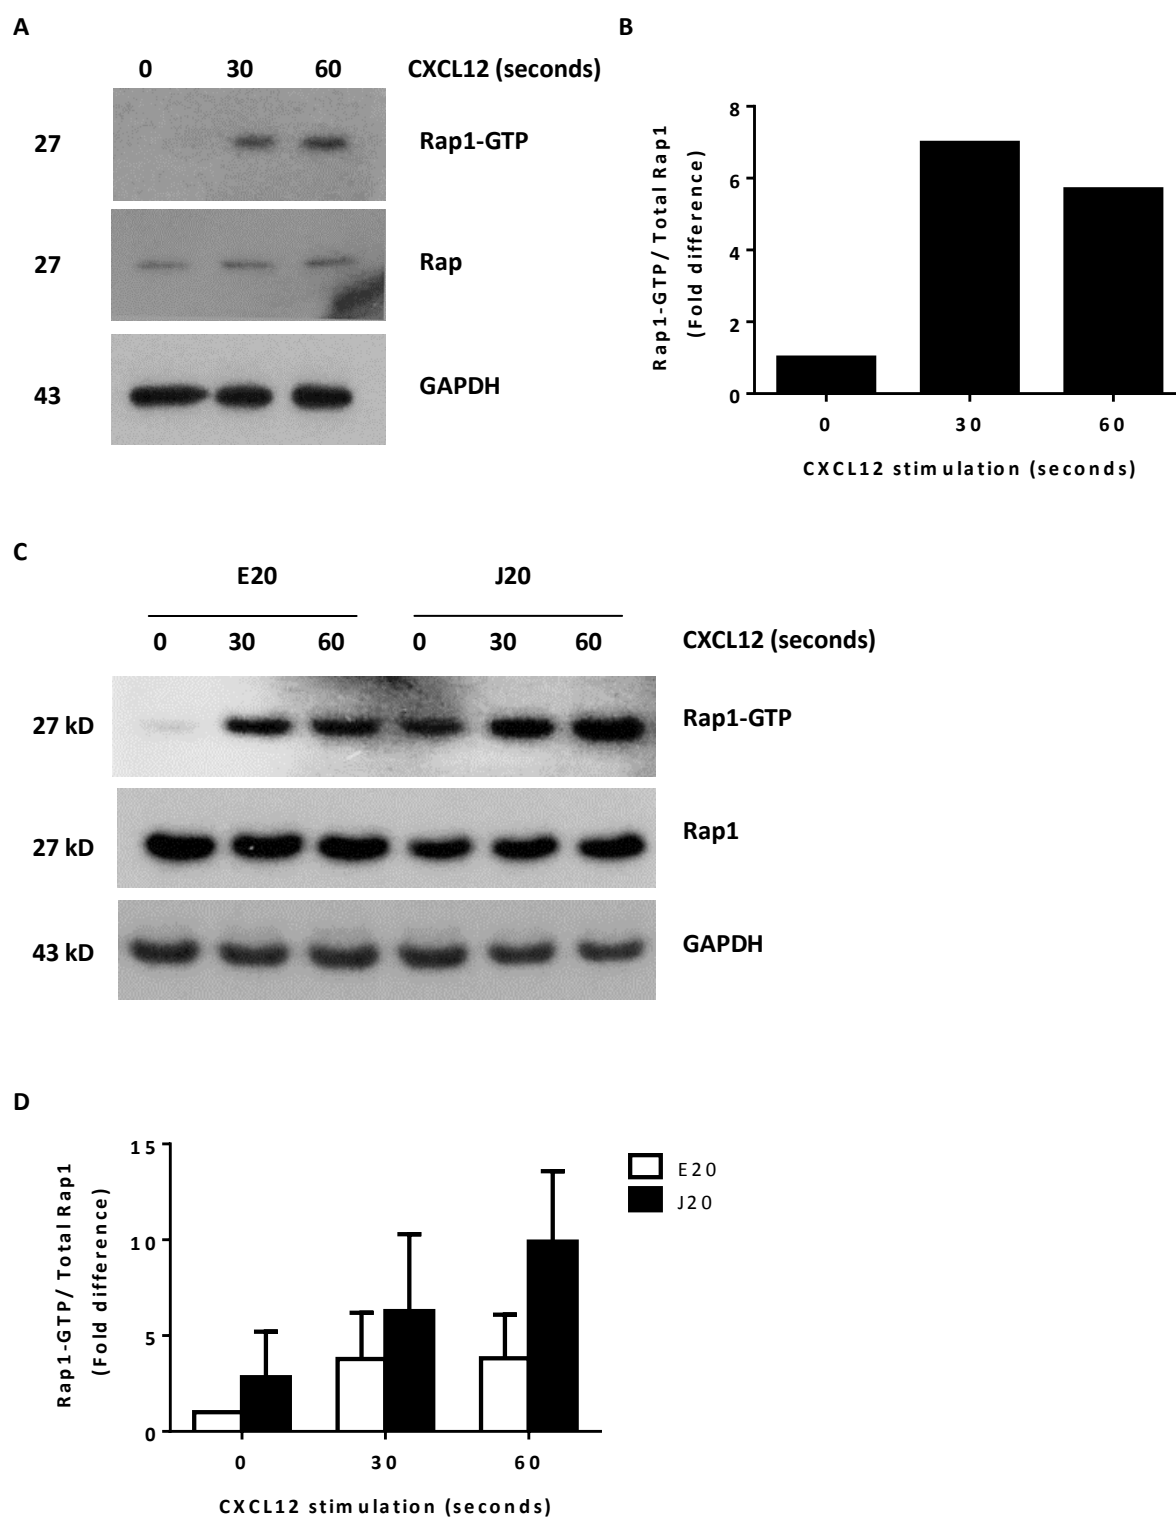 A
0 30 60 CXCL12 (seconds)
27 Rap1-GTP
27 Rap
43 GAPDH
B
Rap1-GTP/ Total Rap1
(Fold difference)
8
6
4
2
0
0 30 60
CXCL12 stimulation (seconds)
C
E20 J20
0 30 60 0 30 60 CXCL12 (seconds)
27 kD Rap1-GTP
27 kD Rap1
43 kD GAPDH
D
Rap1-GTP/ Total Rap1
(Fold difference)
15
10
5
0
0 30 60
CXCL12 stimulation (seconds)
E20
J20